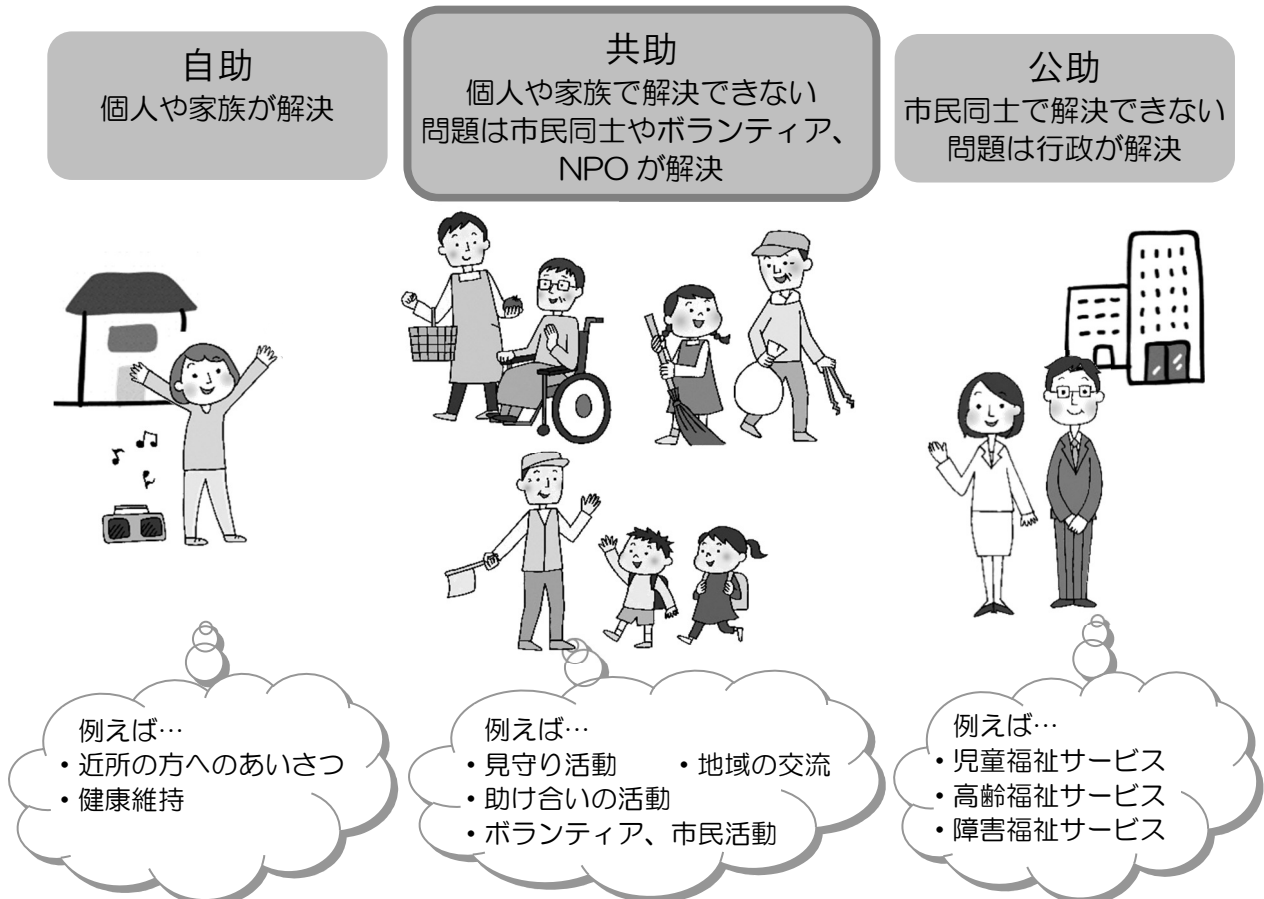 自助
個人や家族が解決
共助
個人や家族で解決できない
問題は市民同士やボランティア、
NPO が解決
公助
市民同士で解決できない
問題は行政が解決
例えば…
・近所の方へのあいさつ
・健康維持
例えば…
・見守り活動　・地域の交流
・助け合いの活動
・ボランティア、市民活動
例えば…
・児童福祉サービス
・高齢福祉サービス
・障害福祉サービス